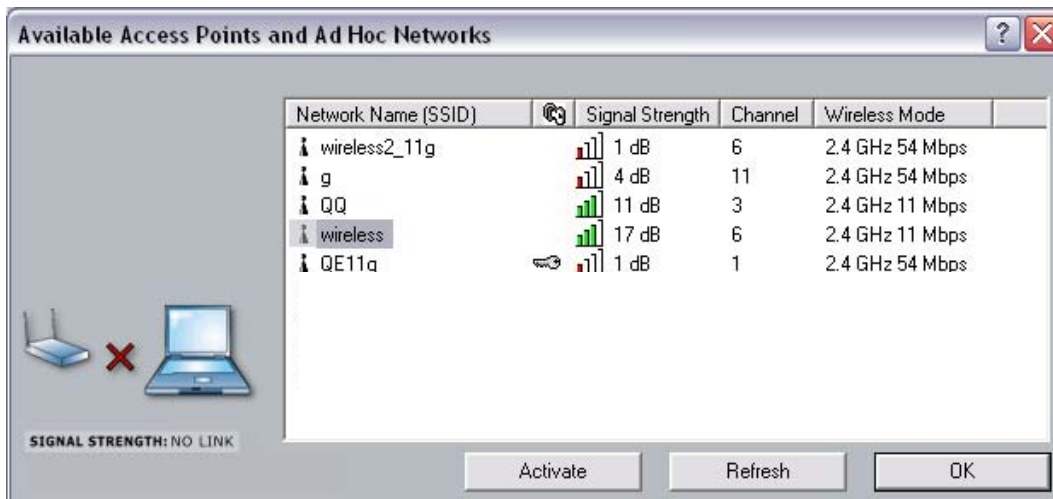 Available Access Points and Ad Hoc Networks
Network Name (SSID) Signal Strength Channel Wireless Mode
wireless2_11g 1 dB 6 2.4 GHz 54 Mbps
g 4 dB 11 2.4 GHz 54 Mbps
QQ 11 dB 3 2.4 GHz 11 Mbps
wireless 17 dB 6 2.4 GHz 11 Mbps
QE11g 1 dB 1 2.4 GHz 54 Mbps
SIGNAL STRENGTH: NO LINK
Activate Refresh OK